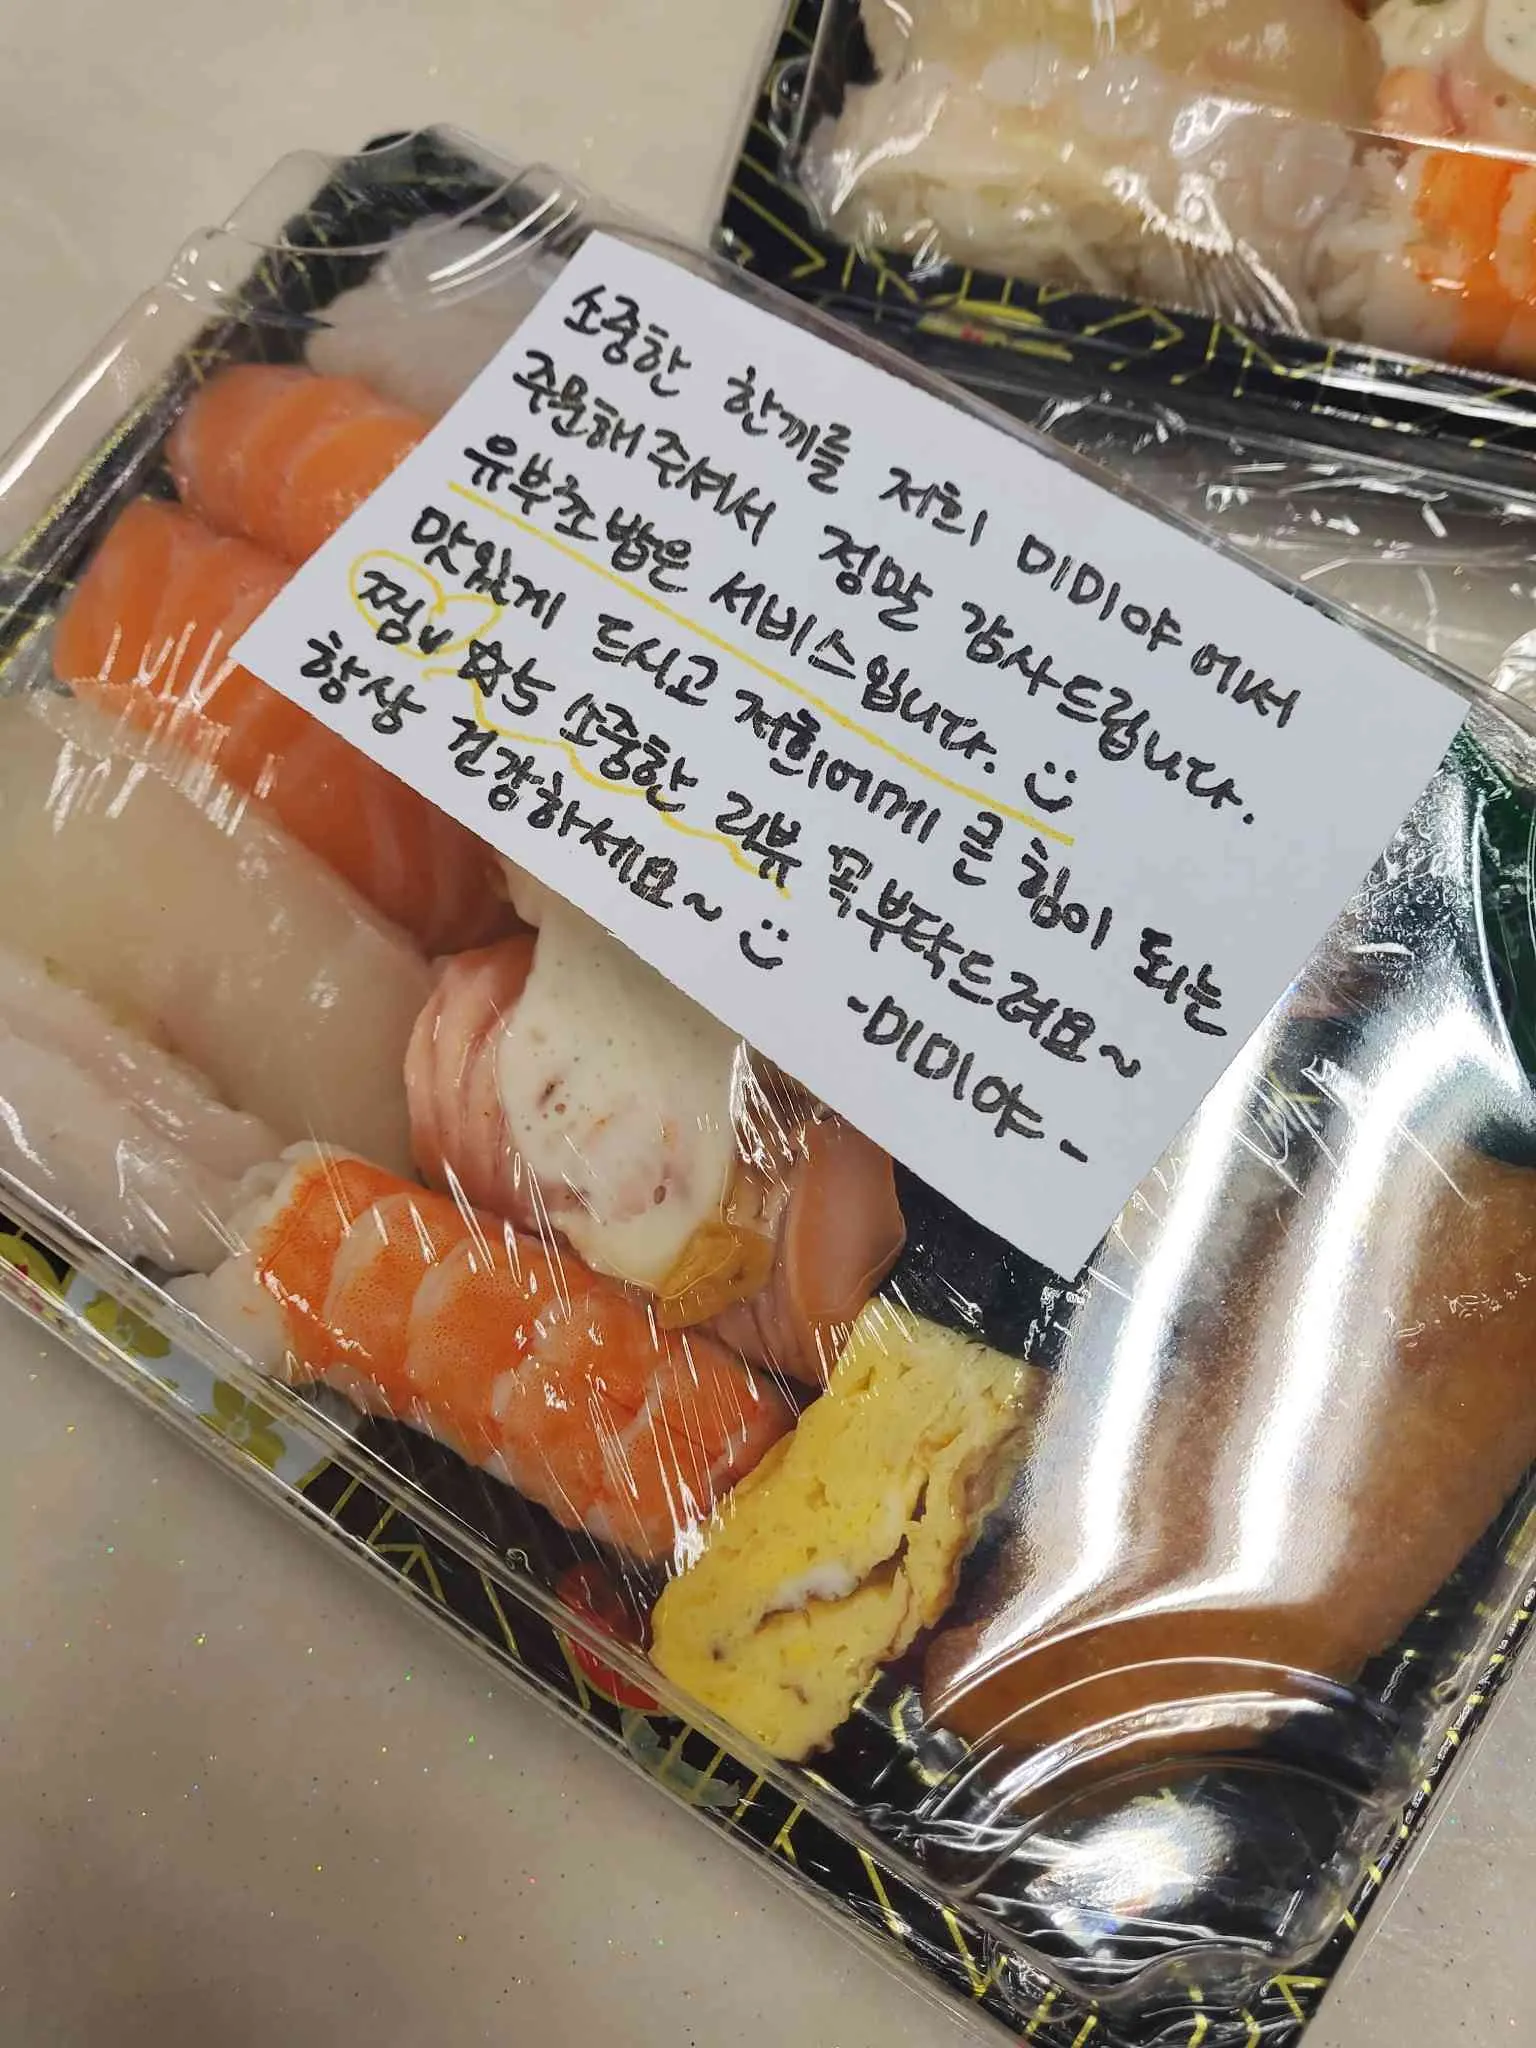 소중한 한끼를 저희 미미야에서
주문해주셔서 정말 감사드립니다.
유부초밥은 서비스입니다. :)
맛있게 드시고 저희에게 큰 힘이 되는
찜♥ ☆5 소중한 리뷰 꼭부탁드려요~
항상 건강하세요~ :)
-미미야-